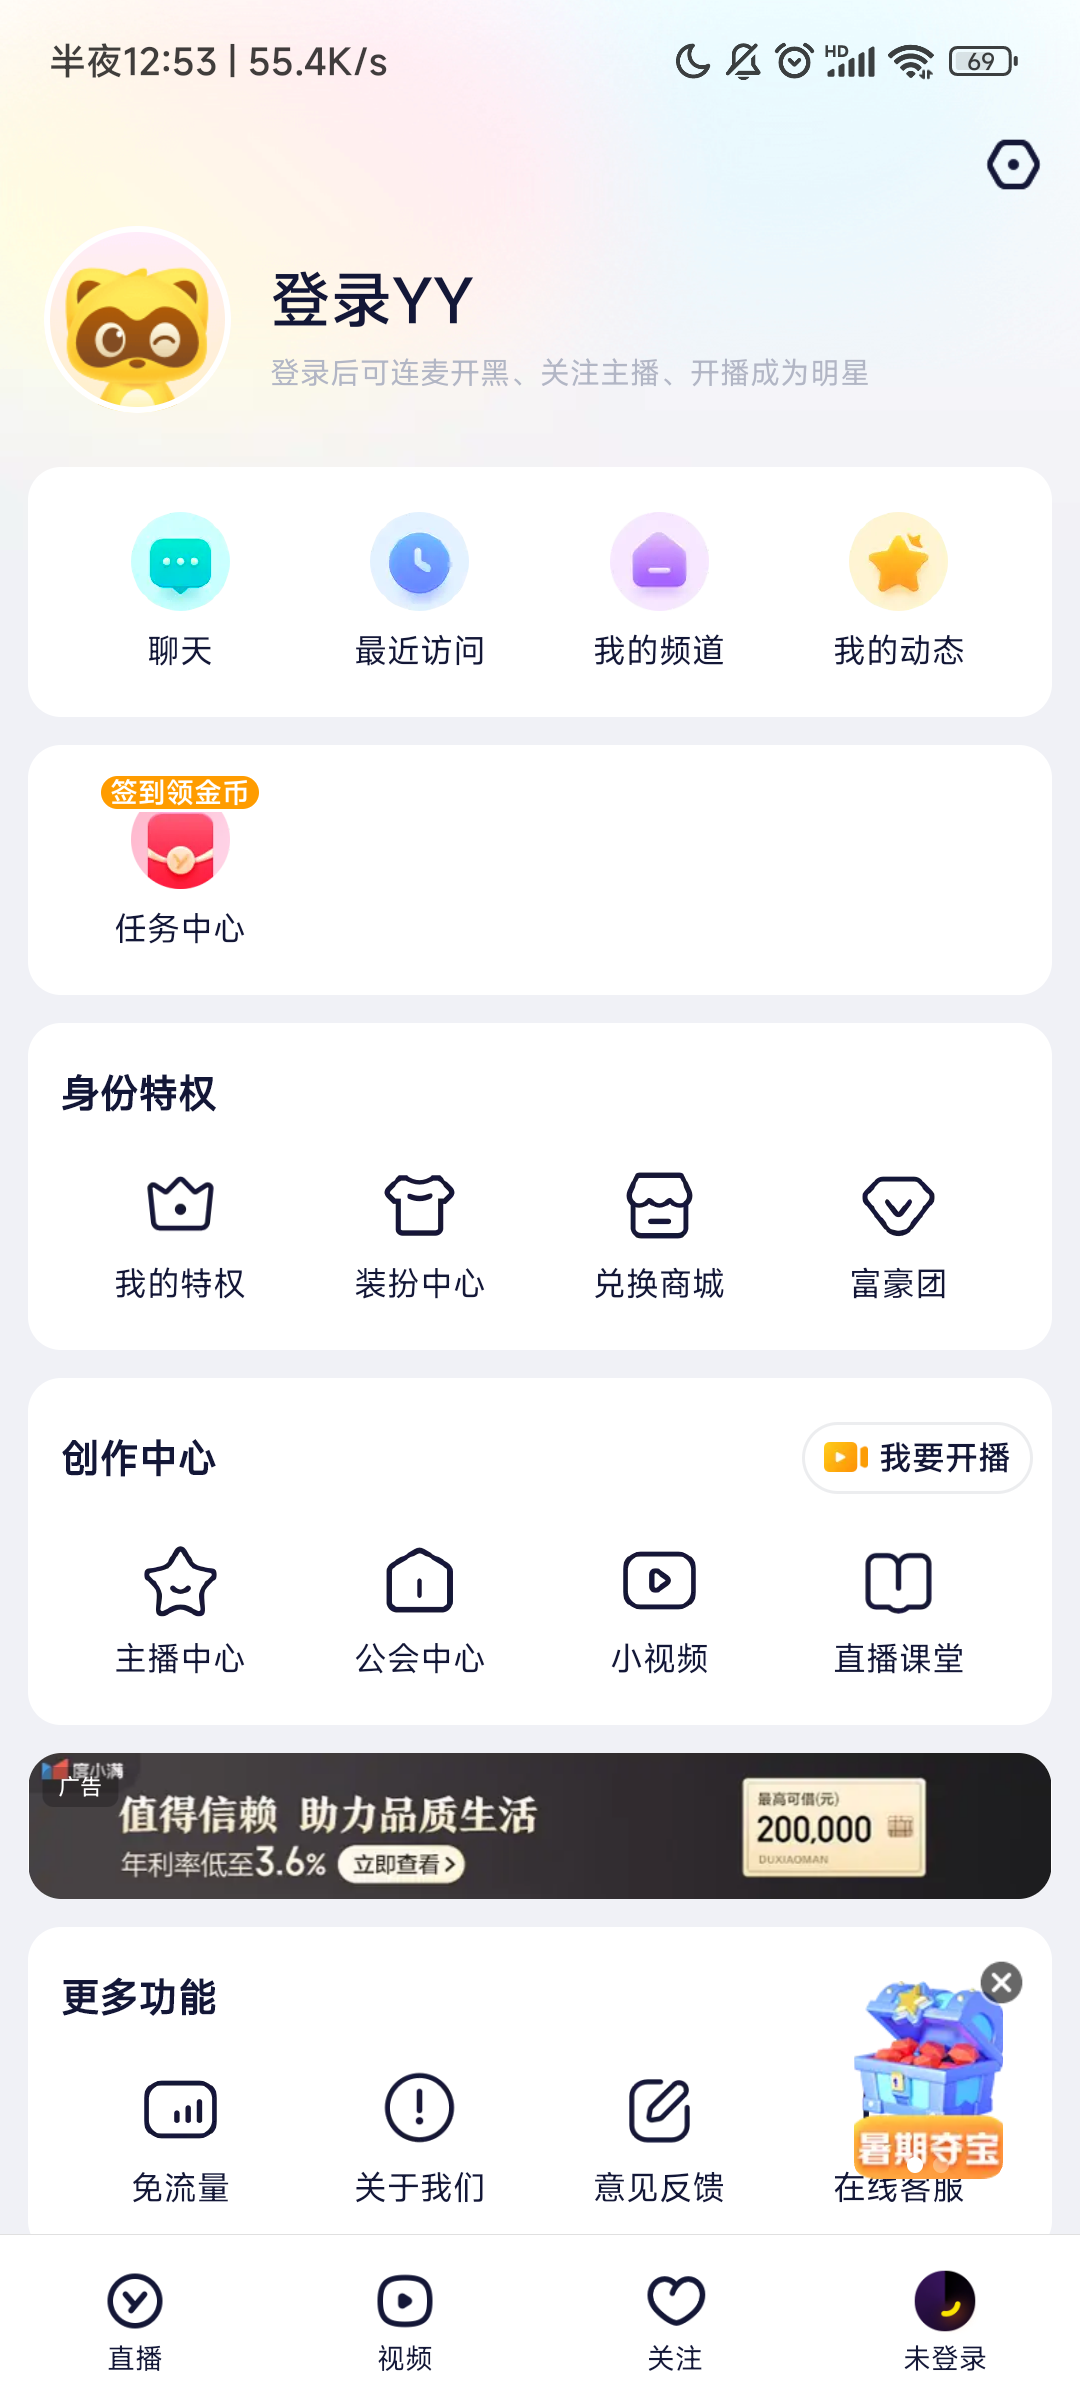 半夜12:53 | 55.4K/s
HD
69
登录YY
登录后可连麦开黑、关注主播、开播成为明星
聊天
最近访问
我的频道
我的动态
签到领金币
任务中心
身份特权
我的特权
装扮中心
兑换商城
富豪团
创作中心
我要开播
主播中心
公会中心
小视频
直播课堂
度小满
广告
值得信赖 助力品质生活
年利率低至3.6%
立即查看>
最高可借(元)
200,000
DUXIAOMAN
更多功能
暑期夺宝
免流量
关于我们
意见反馈
在线客服
直播
视频
关注
未登录